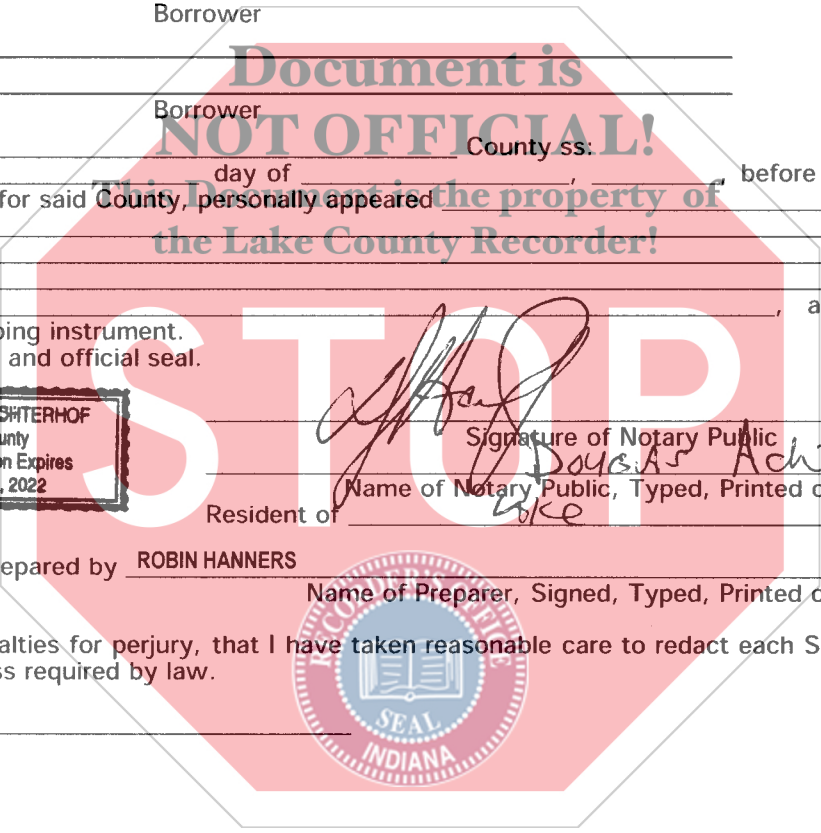 Borrower
Document is
Borrower
NOT OFFICIAL!
County ss:
day of , , before
for said County, personally appeared
This Document is the property of
the Lake County Recorder!
, a
ing instrument.
and official seal.
STOP
SHTERHOF
unty
n Expires
, 2022
Signature of Notary Public
Douglas Ach
Name of Notary Public, Typed, Printed o
Resident of Lake
epared by ROBIN HANNERS
Name of Preparer, Signed, Typed, Printed o
alties for perjury, that I have taken reasonable care to redact each S
ss required by law.
RECORDER'S OFFICE
SEAL
INDIANA